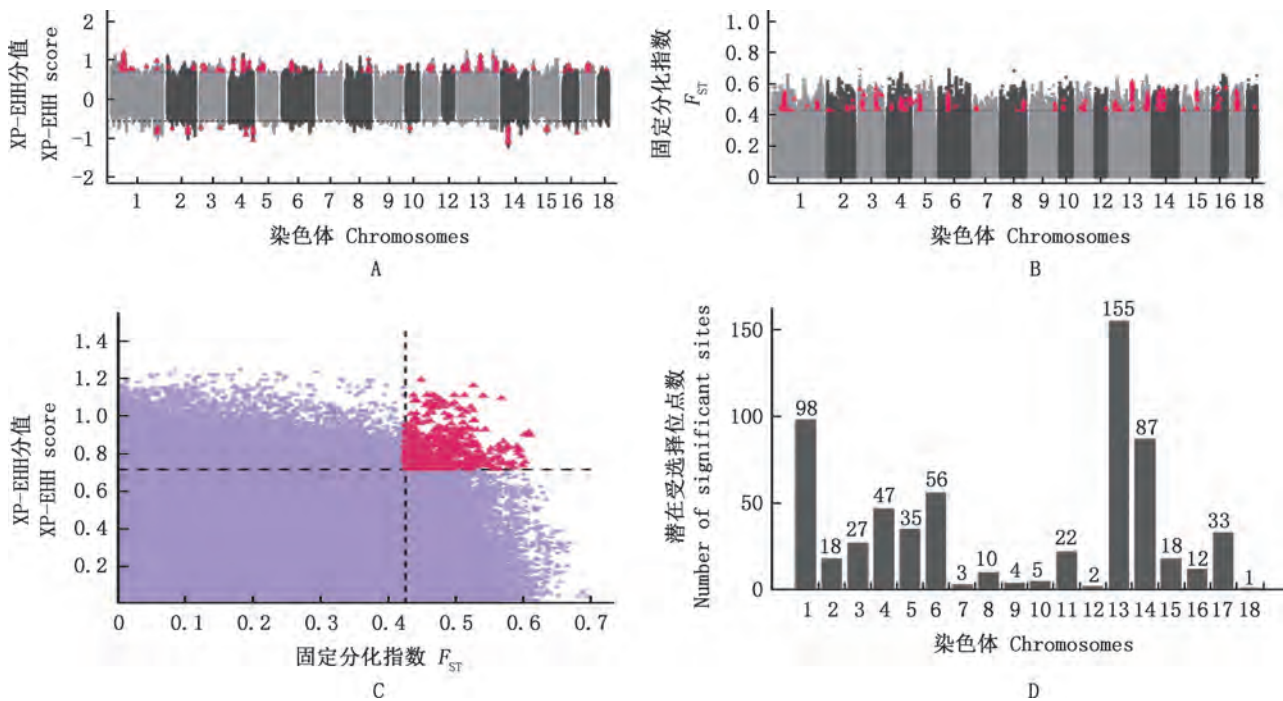 XP-EHH分值
XP-EHH score
2
1
0
-1
-2
1 2 3 4 5 6 7 8 9 10 12 13 14 15 16 18
染色体 Chromosomes
A
固定分化指数
F_ST
1.0
0.8
0.6
0.4
0.2
0
1 2 3 4 5 6 7 8 9 10 12 13 14 15 16 18
染色体 Chromosomes
B
XP-EHH分值
XP-EHH score
1.4
1.2
1.0
0.8
0.6
0.4
0.2
0 0.1 0.2 0.3 0.4 0.5 0.6 0.7
固定分化指数 F_ST
C
潜在受选择位点数
Number of significant sites
150
100
50
0
98 18 27 47 35 56 3 10 4 5 22 2 155 87 18 12 33 1
1 2 3 4 5 6 7 8 9 10 11 12 13 14 15 16 17 18
染色体 Chromosomes
D